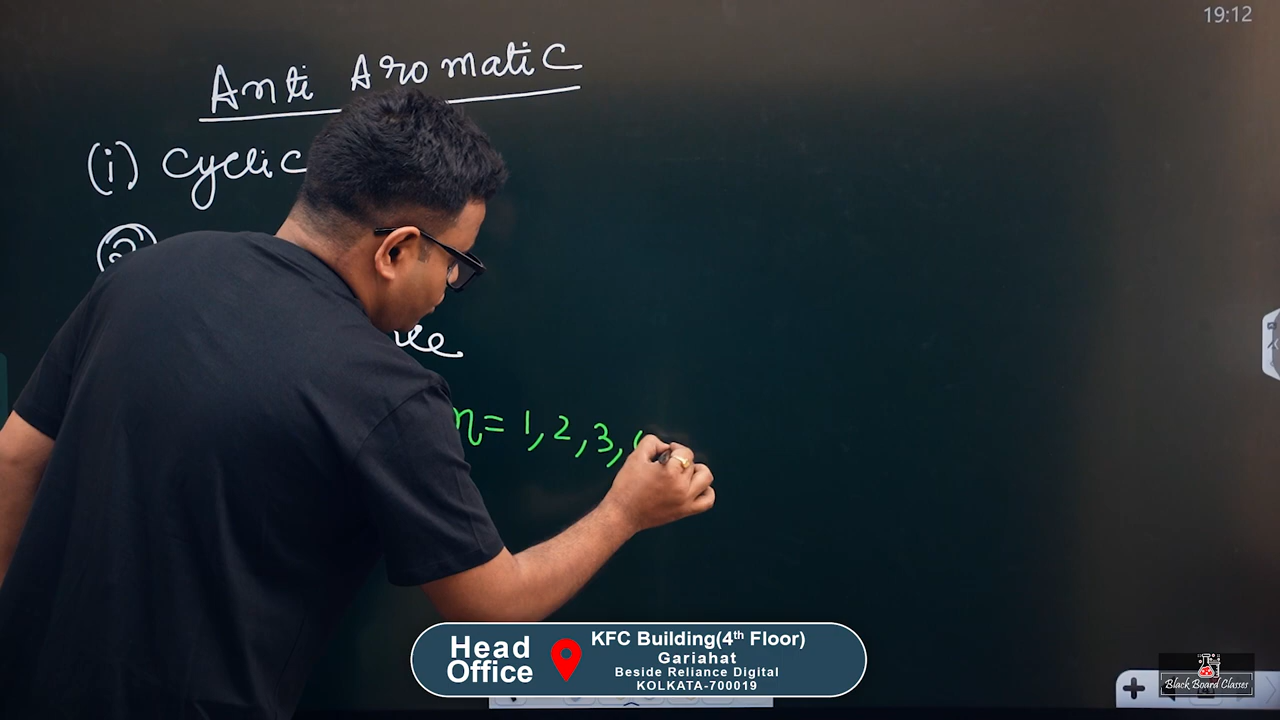 19:12
Anti Aromatic
(i) Cyclic
②
n = 1, 2, 3,
Head Office
KFC Building(4th Floor)
Gariahat
Beside Reliance Digital
KOLKATA-700019
Black Board Classes